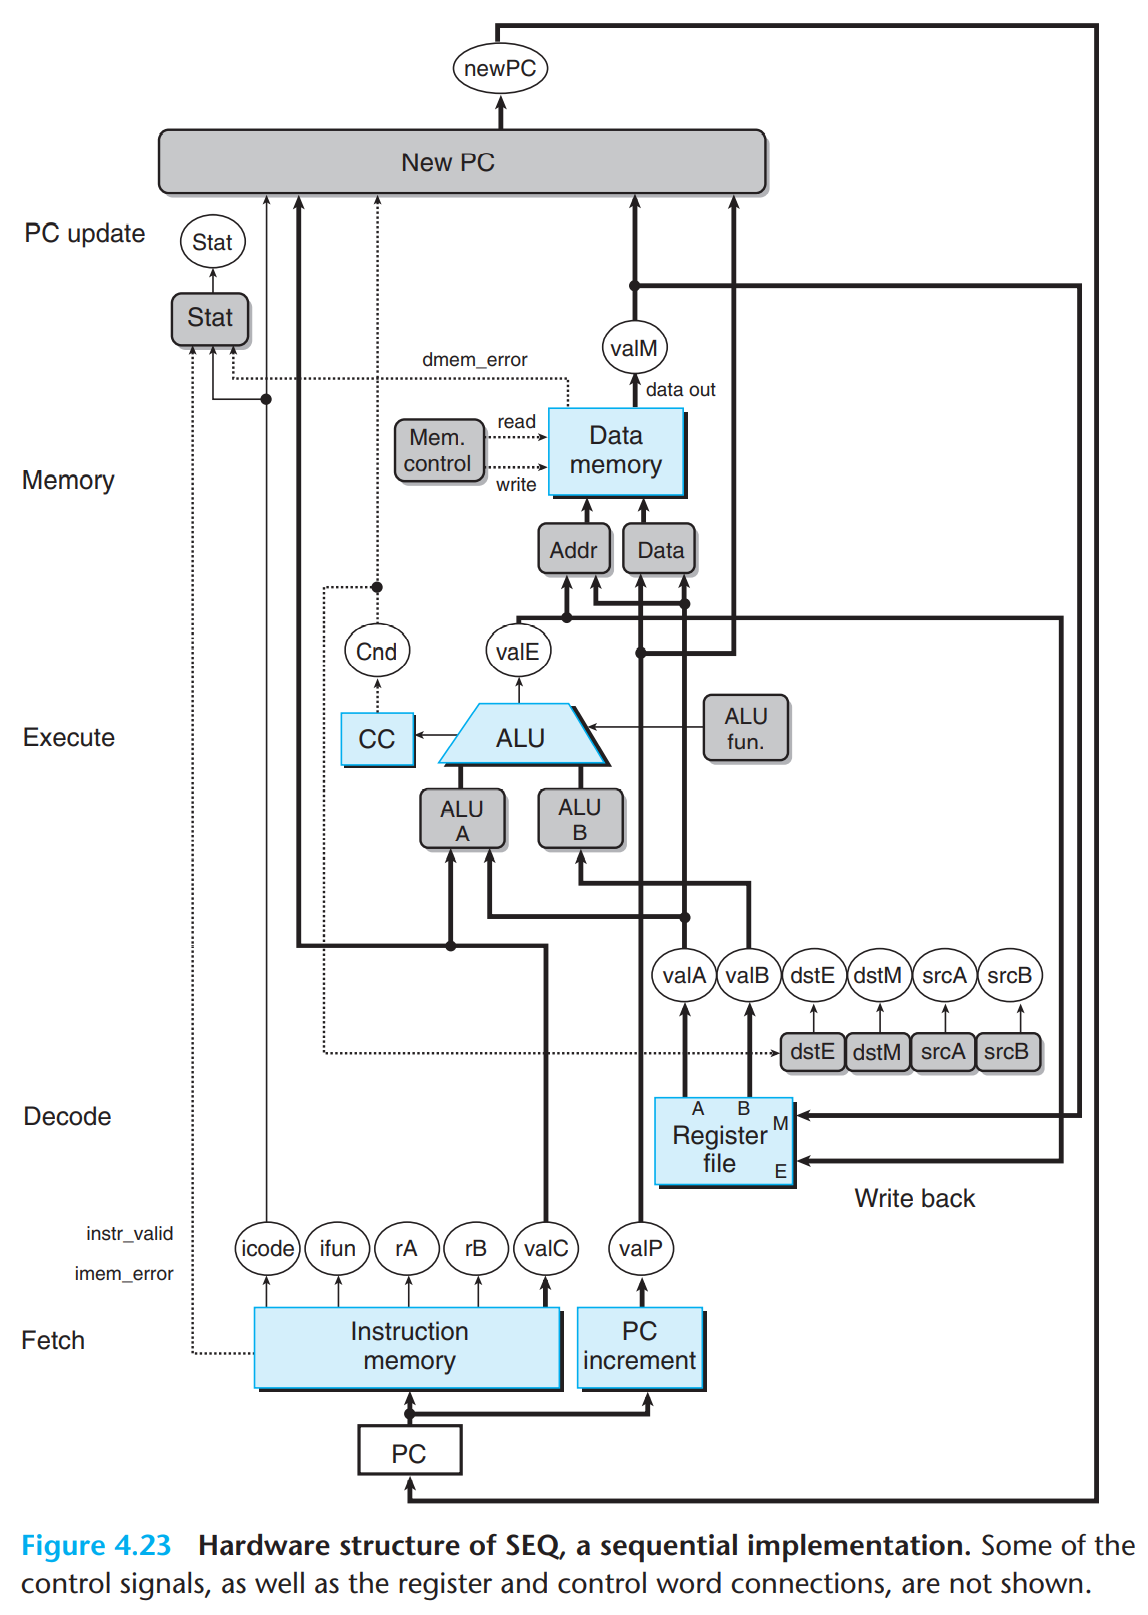 newPC
New PC
PC update
Stat
Stat
valM
dmem_error
data out
read
Mem.
control
Data
memory
Memory
write
Addr
Data
Cnd
valE
ALU
fun.
Execute
CC
ALU
ALU
A
ALU
B
valA
valB
dstE
dstM
srcA
srcB
dstE
dstM
srcA
srcB
Decode
A
B
M
Register
file
E
Write back
instr_valid
imem_error
icode
ifun
rA
rB
valC
valP
Fetch
Instruction
memory
PC
increment
PC
Figure 4.23 Hardware structure of SEQ, a sequential implementation. Some of the
control signals, as well as the register and control word connections, are not shown.